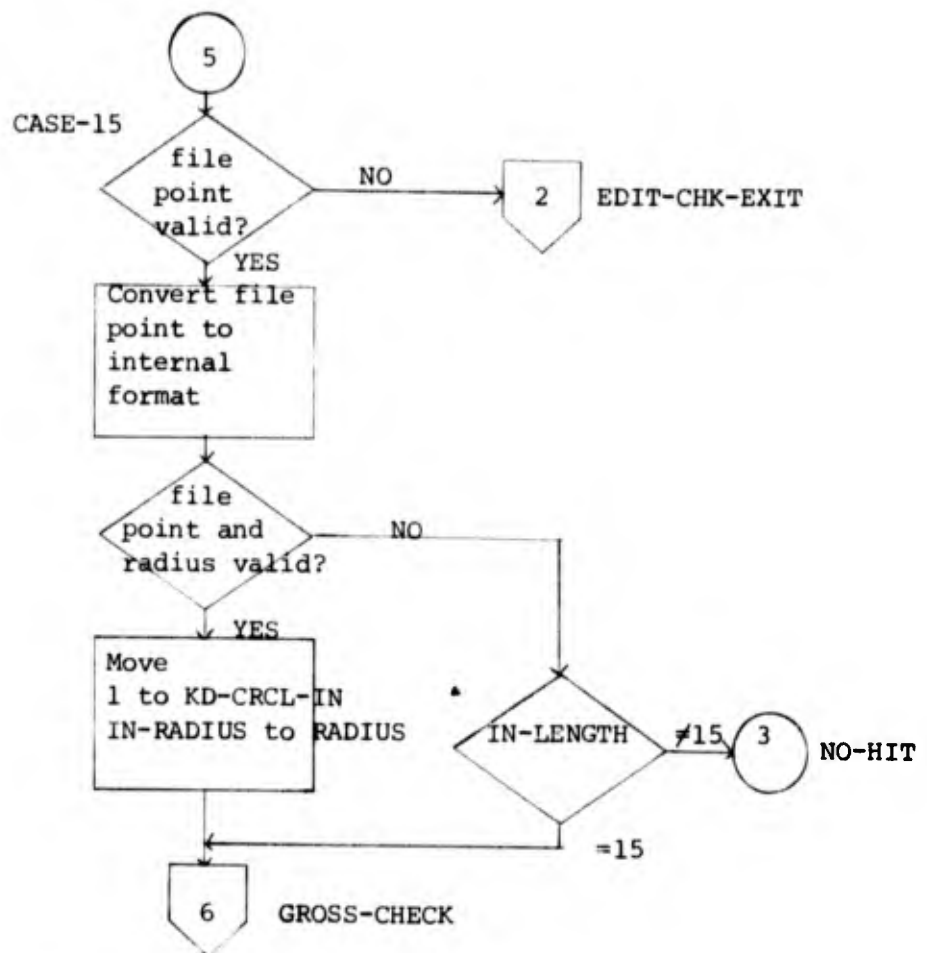 5
CASE-15
file
point
valid?
NO
2
EDIT-CHK-EXIT
YES
Convert file
point to
internal
format
file
point and
radius valid?
NO
YES
Move
1 to KD-CRCL-IN
IN-RADIUS to RADIUS
IN-LENGTH
≠15
3
NO-HIT
=15
6
GROSS-CHECK